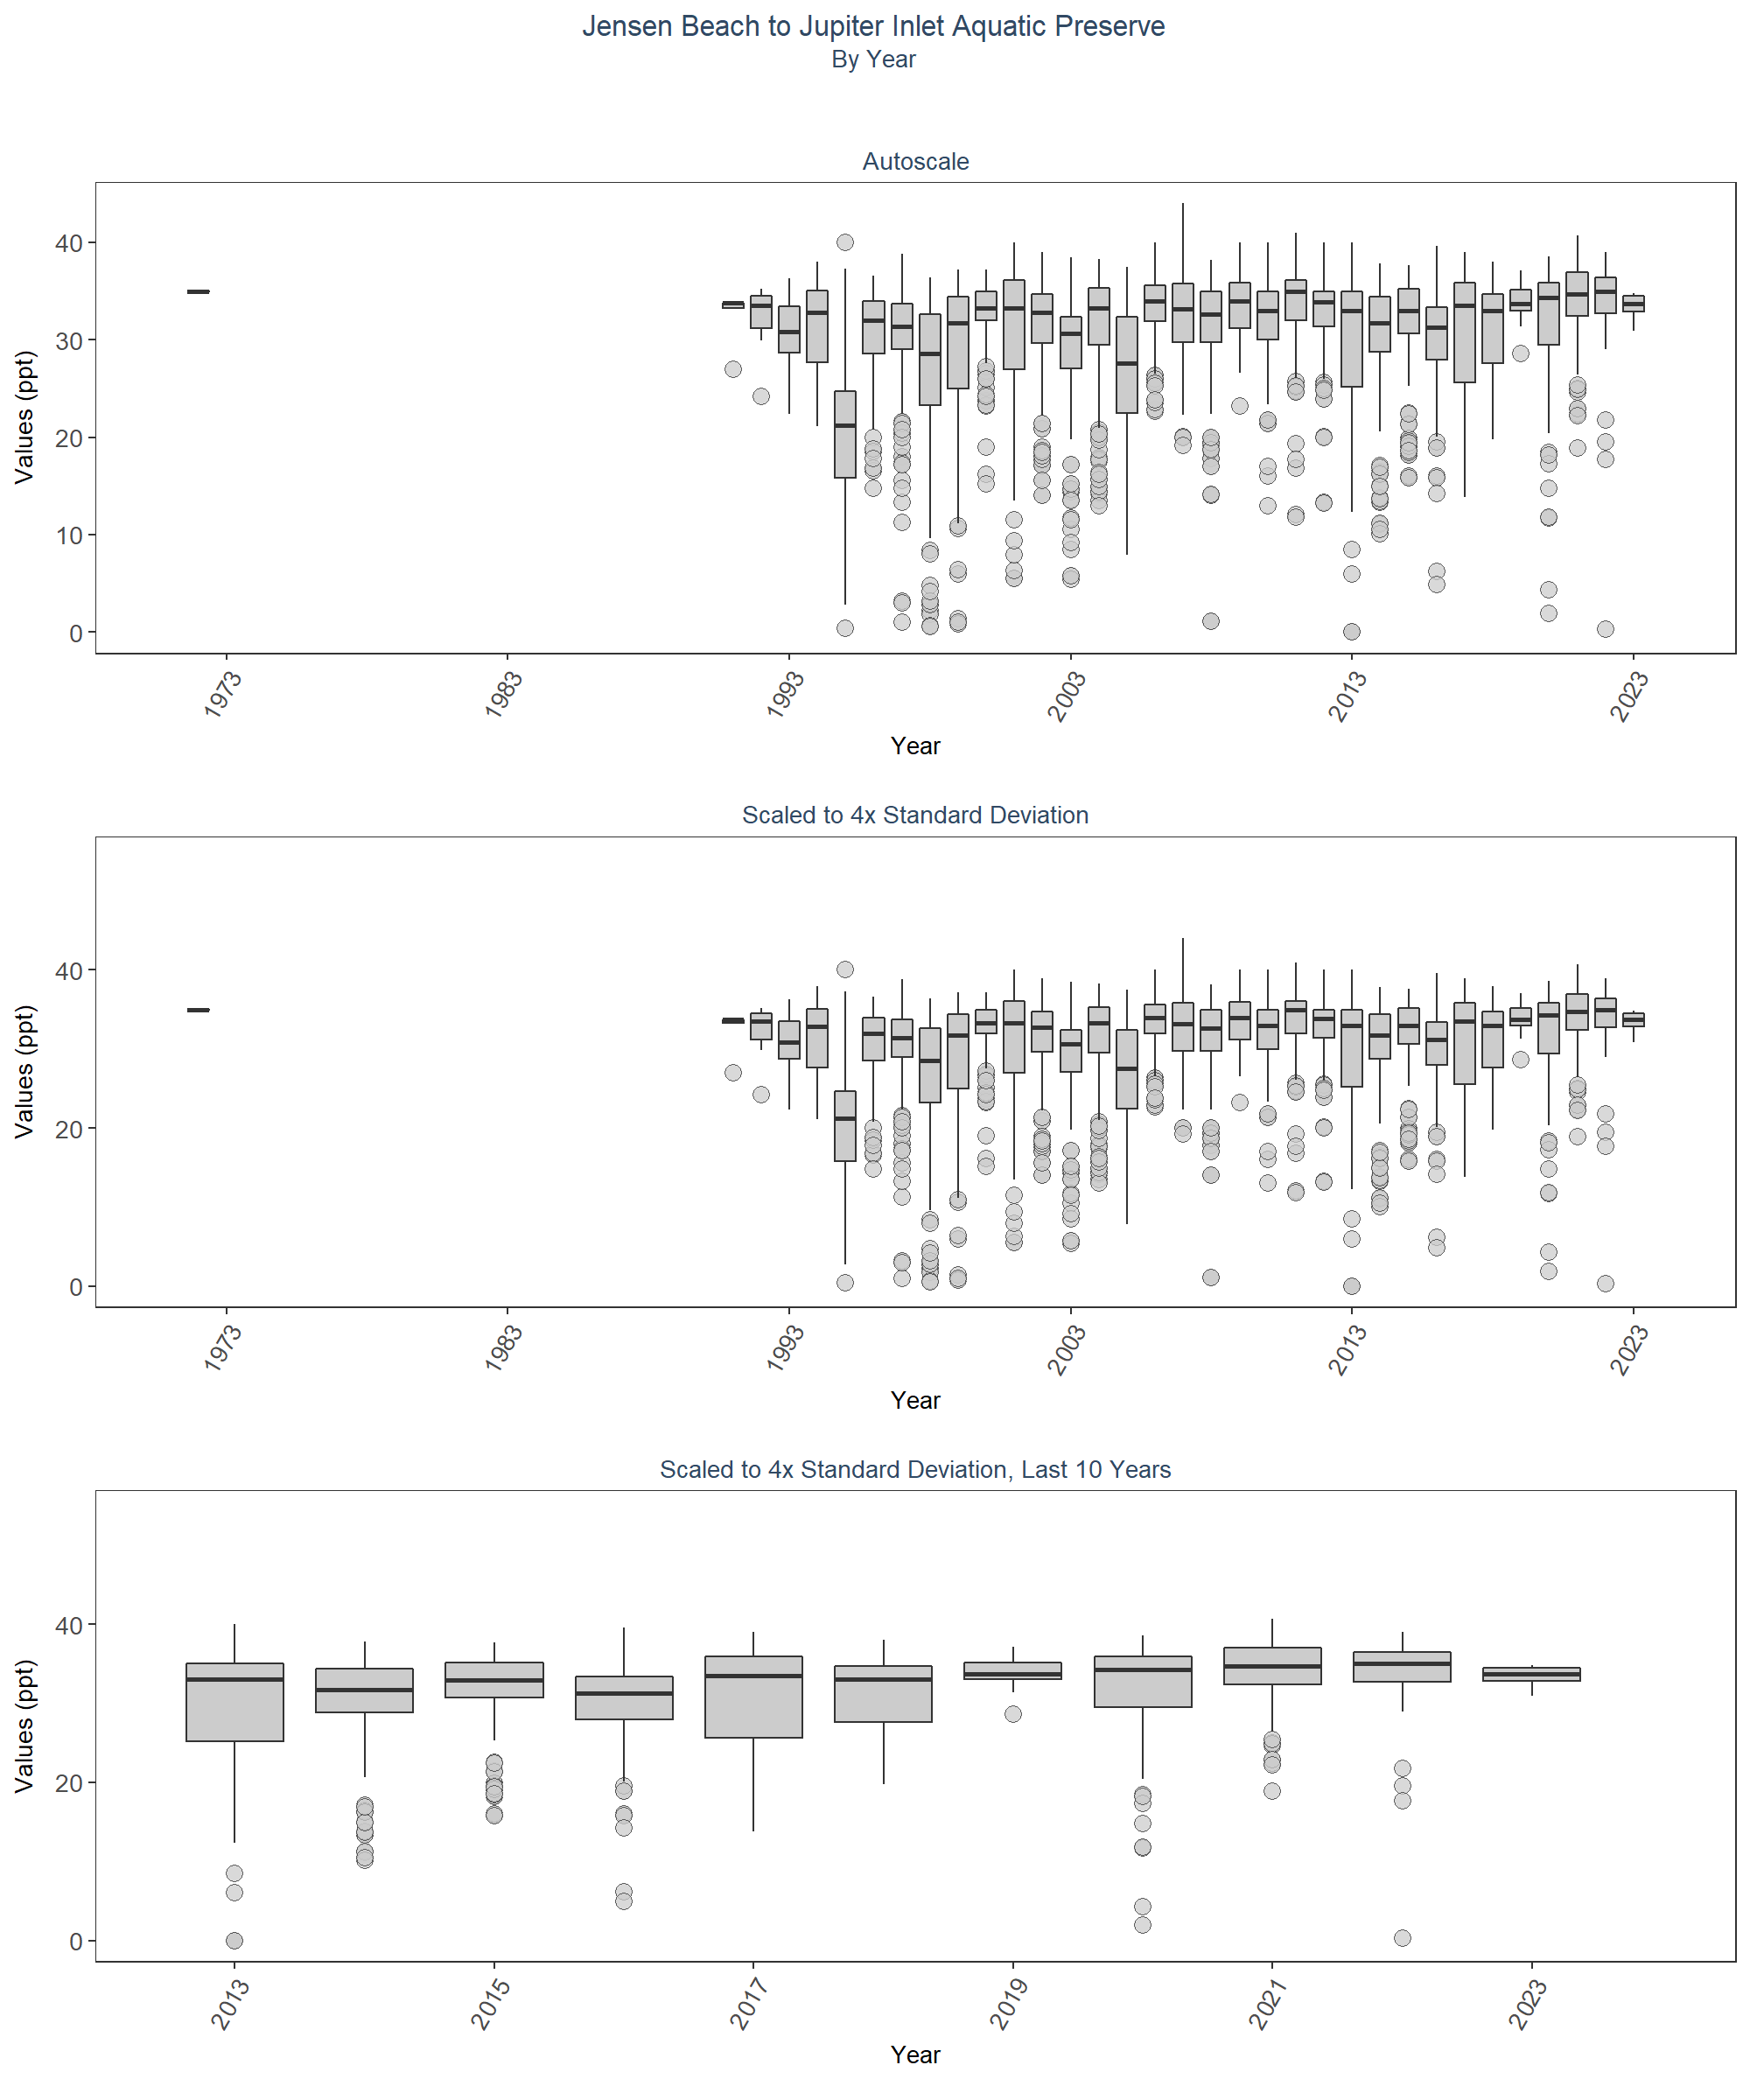 Jensen Beach to Jupiter Inlet Aquatic Preserve
By Year
Autoscale
Values (ppt)
40
30
20
10
0
1973
1983
1993
2003
2013
2023
Year
Scaled to 4x Standard Deviation
Values (ppt)
40
20
0
1973
1983
1993
2003
2013
2023
Year
Scaled to 4x Standard Deviation, Last 10 Years
Values (ppt)
40
20
0
2013
2015
2017
2019
2021
2023
Year